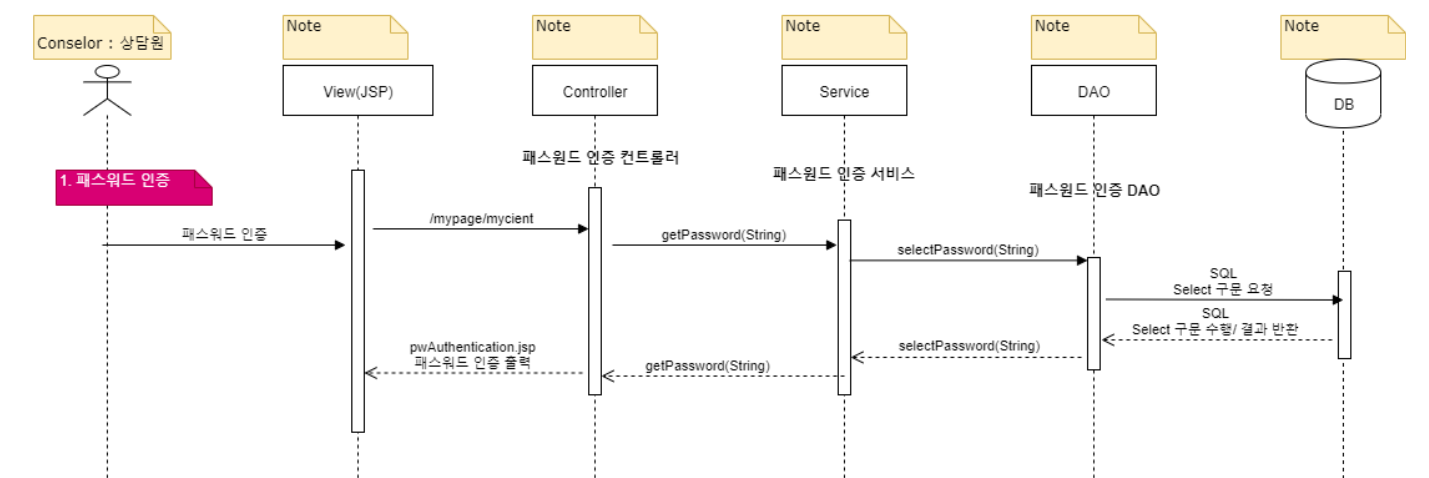 Conselor : 상담원
Note
Note
Note
Note
Note
View(JSP)
Controller
Service
DAO
DB
1. 패스워드 인증
패스원드 인증 컨트롤러
패스원드 인증 서비스
패스원드 인증 DAO
패스워드 인증
/mypage/mycient
getPassword(String)
selectPassword(String)
SQL
Select 구문 요청
SQL
Select 구문 수행/ 결과 반환
selectPassword(String)
getPassword(String)
pwAuthentication.jsp
패스워드 인증 출력